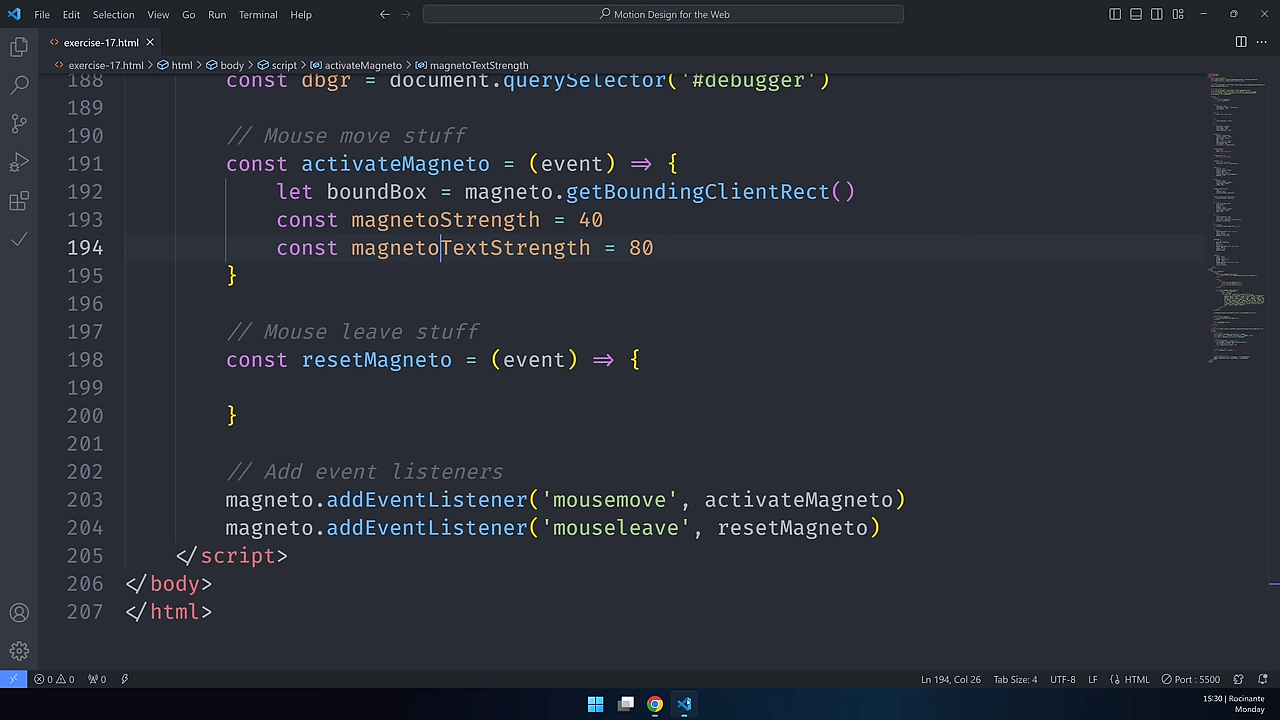 File Edit Selection View Go Run Terminal Help
Motion Design for the Web
exercise-17.html
exercise-17.html > html > body > script > activateMagneto > magnetoTextStrength
188 const dbgr = document.querySelector('#debugger')
189
190 // Mouse move stuff
191 const activateMagneto = (event) => {
192 let boundBox = magneto.getBoundingClientRect()
193 const magnetoStrength = 40
194 const magnetoTextStrength = 80
195 }
196
197 // Mouse leave stuff
198 const resetMagneto = (event) => {
199
200 }
201
202 // Add event listeners
203 magneto.addEventListener('mousemove', activateMagneto)
204 magneto.addEventListener('mouseleave', resetMagneto)
205 </script>
206 </body>
207 </html>
0 0 0 Ln 194, Col 26 Tab Size: 4 UTF-8 LF HTML Port : 5500
15:30 | Rocinante
Monday